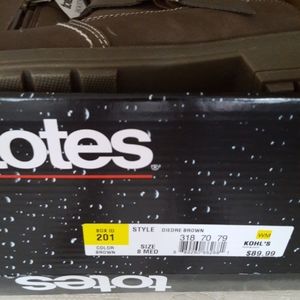 totes®
BOX ID
201
COLOR
BROWN
STYLE DIEDRE BROWN
SIZE
8 MED
318 70 79
WM
KOHL'S
$89.99
totes